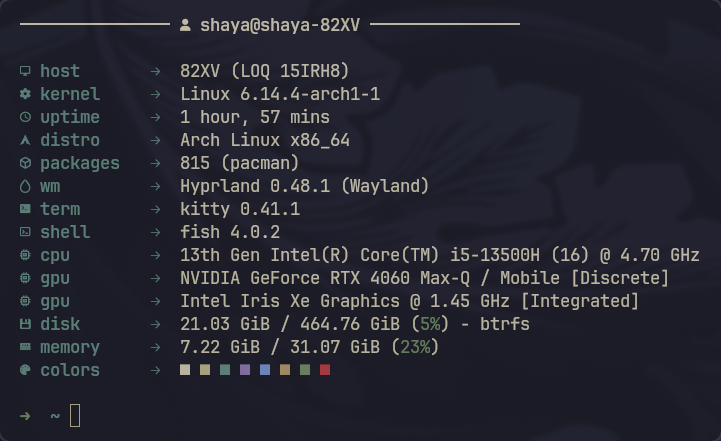 shaya@shaya-82XV
host → 82XV (LOQ 15IRH8)
kernel → Linux 6.14.4-arch1-1
uptime → 1 hour, 57 mins
distro → Arch Linux x86_64
packages → 815 (pacman)
wm → Hyprland 0.48.1 (Wayland)
term → kitty 0.41.1
shell → fish 4.0.2
cpu → 13th Gen Intel(R) Core(TM) i5-13500H (16) @ 4.70 GHz
gpu → NVIDIA GeForce RTX 4060 Max-Q / Mobile [Discrete]
gpu → Intel Iris Xe Graphics @ 1.45 GHz [Integrated]
disk → 21.03 GiB / 464.76 GiB (5%) - btrfs
memory → 7.22 GiB / 31.07 GiB (23%)
colors →
→ ~